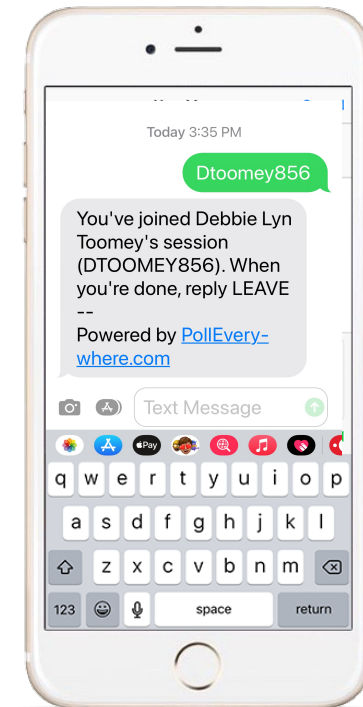 Today 3:35 PM
Dtoomey856
You've joined Debbie Lyn
Toomey's session
(DTOOMEY856). When
you're done, reply LEAVE
--
Powered by PollEvery-
where.com
Text Message
Pay
q w e r t y u i o p
a s d f g h j k l
z x c v b n m
123 space return